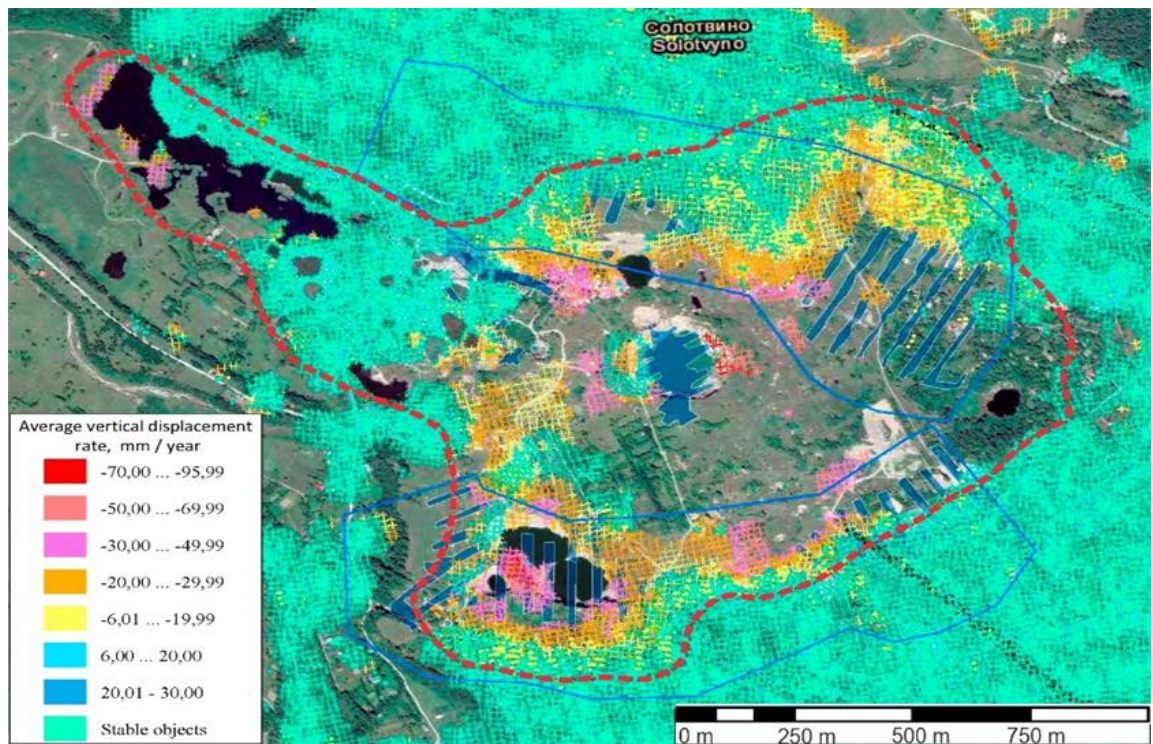 Солотвино
Solotvyno
Average vertical displacement
rate, mm / year
-70,00 ... -95,99
-50,00 ... -69,99
-30,00 ... -49,99
-20,00 ... -29,99
-6,01 ... -19,99
6,00 ... 20,00
20,01 - 30,00
Stable objects
0 m 250 m 500 m 750 m